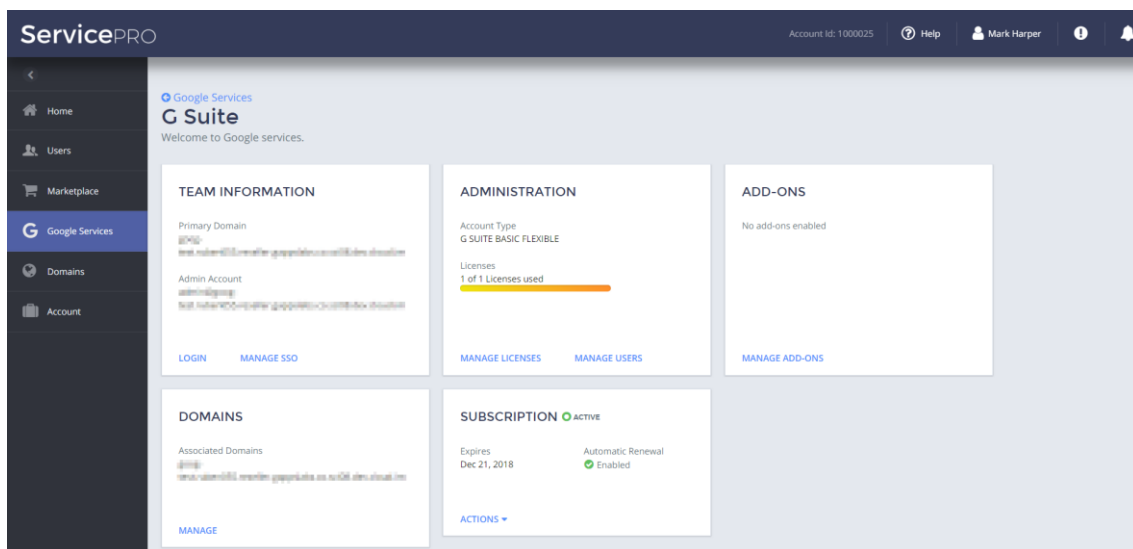 ServicePRO
Account Id: 1000025
Help
Mark Harper
Home
Users
Marketplace
Google Services
Domains
Account
Google Services
G Suite
Welcome to Google services.
TEAM INFORMATION
Primary Domain
Admin Account
LOGIN MANAGE SSO
ADMINISTRATION
Account Type
G SUITE BASIC FLEXIBLE
Licenses
1 of 1 Licenses used
MANAGE LICENSES MANAGE USERS
ADD-ONS
No add-ons enabled
MANAGE ADD-ONS
DOMAINS
Associated Domains
MANAGE
SUBSCRIPTION ACTIVE
Expires Automatic Renewal
Dec 21, 2018 Enabled
ACTIONS